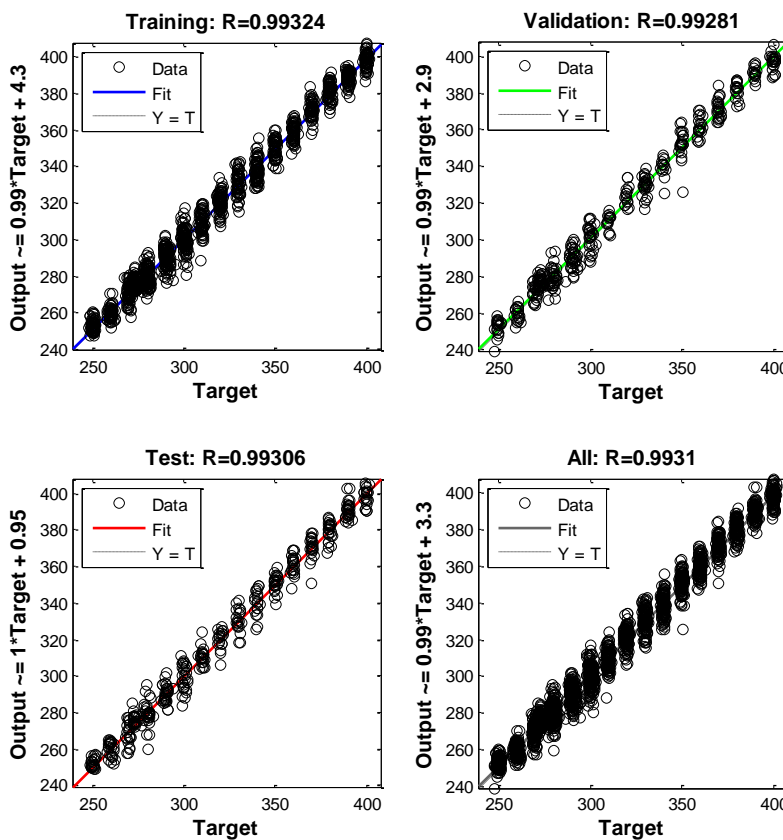 Training: R=0.99324
Output ~= 0.99*Target + 4.3
400
380
360
340
320
300
280
260
240
Data
Fit
Y = T
250 300 350 400
Target
Validation: R=0.99281
Output ~= 0.99*Target + 2.9
400
380
360
340
320
300
280
260
240
Data
Fit
Y = T
250 300 350 400
Target
Test: R=0.99306
Output ~= 1*Target + 0.95
400
380
360
340
320
300
280
260
240
Data
Fit
Y = T
250 300 350 400
Target
All: R=0.9931
Output ~= 0.99*Target + 3.3
400
380
360
340
320
300
280
260
240
Data
Fit
Y = T
250 300 350 400
Target